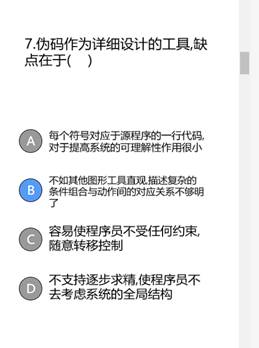 7.伪码作为详细设计的工具,缺
点在于(    )
A
每个符号对应于源程序的一行代码,
对于提高系统的可理解性作用很小
B
不如其他图形工具直观,描述复杂的
条件组合与动作间的对应关系不够明
了
C
容易使程序员不受任何约束,
随意转移控制
D
不支持逐步求精,使程序员不
去考虑系统的全局结构